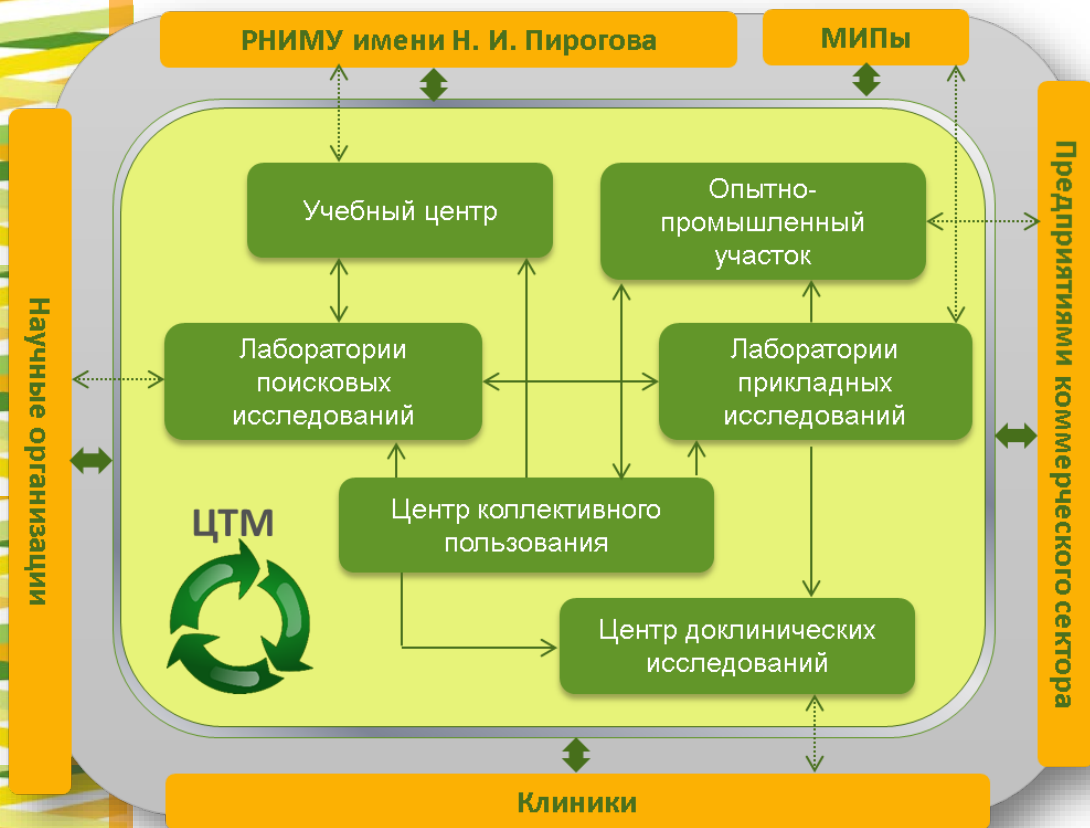 РНИМУ имени Н. И. Пирогова
МИПы
Научные организации
Предприятиями коммерческого сектора
Учебный центр
Опытно-
промышленный
участок
Лаборатории
поисковых
исследований
Лаборатории
прикладных
исследований
Центр коллективного
пользования
ЦТМ
Центр доклинических
исследований
Клиники